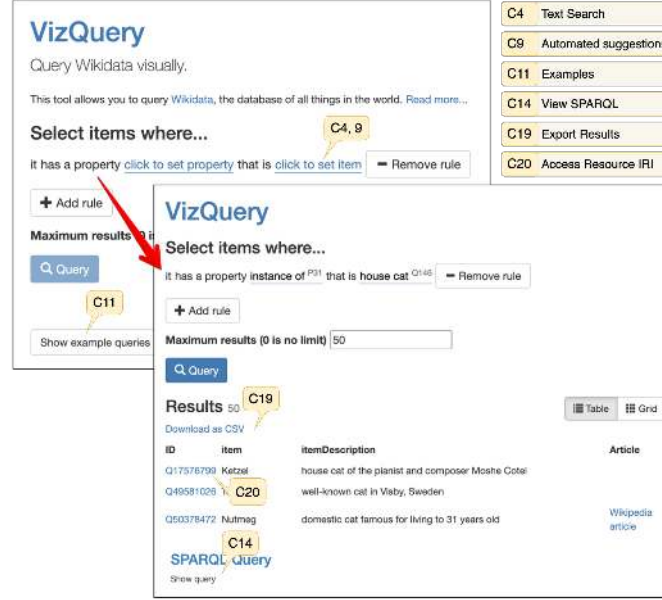 VizQuery
Query Wikidata visually.
This tool allows you to query Wikidata, the database of all things in the world. Read more...
Select items where...
C4, 9
it has a property click to set property that is click to set item − Remove rule
+ Add rule
Maximum results (0 is
Query
C11
Show example queries
C4 Text Search
C9 Automated suggestions
C11 Examples
C14 View SPARQL
C19 Export Results
C20 Access Resource IRI
VizQuery
Select items where...
it has a property instance of P31 that is house cat Q146 − Remove rule
+ Add rule
Maximum results (0 is no limit) 50
Query
Results 50
C19
Table Grid
Download as CSV
ID item itemDescription Article
Q17576799 Ketzel house cat of the pianist and composer Moshe Cotel
Q49581026 well-known cat in Visby, Sweden
C20
Q50378472 Nutmeg domestic cat famous for living to 31 years old Wikipedia article
C14
SPARQL Query
Show query